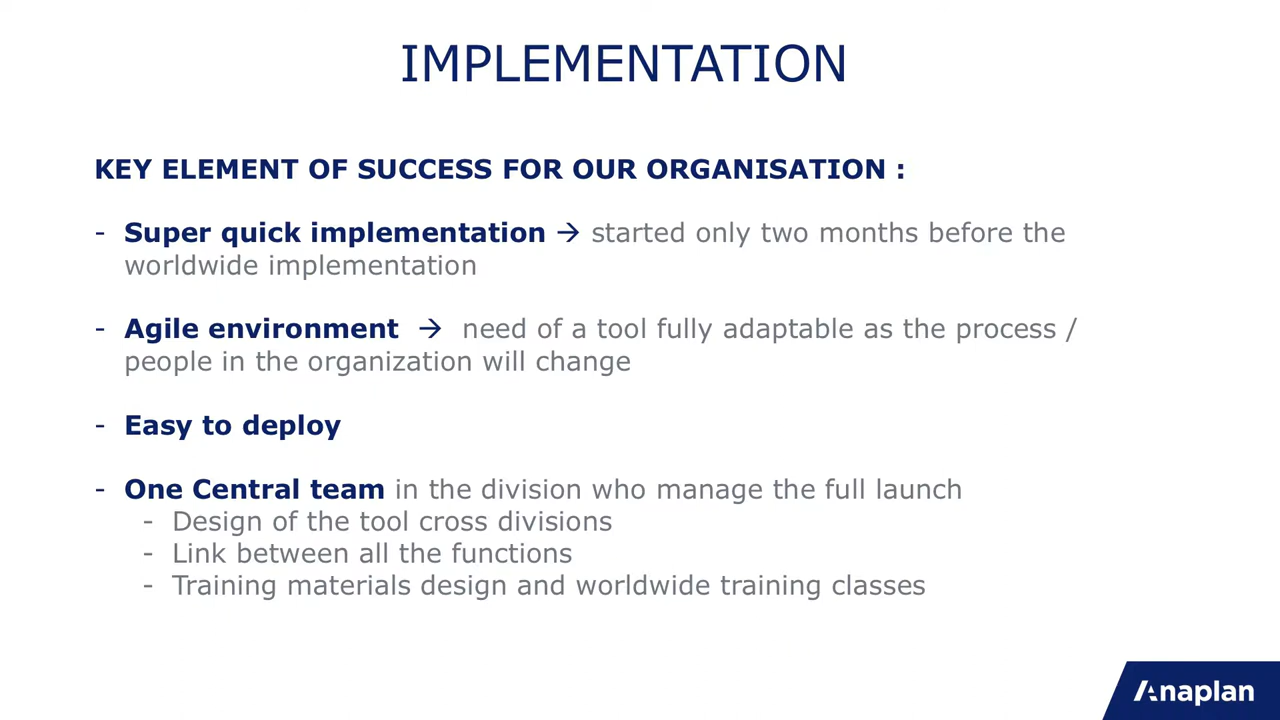 IMPLEMENTATION
KEY ELEMENT OF SUCCESS FOR OUR ORGANISATION :
- Super quick implementation → started only two months before the
worldwide implementation
- Agile environment → need of a tool fully adaptable as the process /
people in the organization will change
- Easy to deploy
- One Central team in the division who manage the full launch
- Design of the tool cross divisions
- Link between all the functions
- Training materials design and worldwide training classes
Anaplan